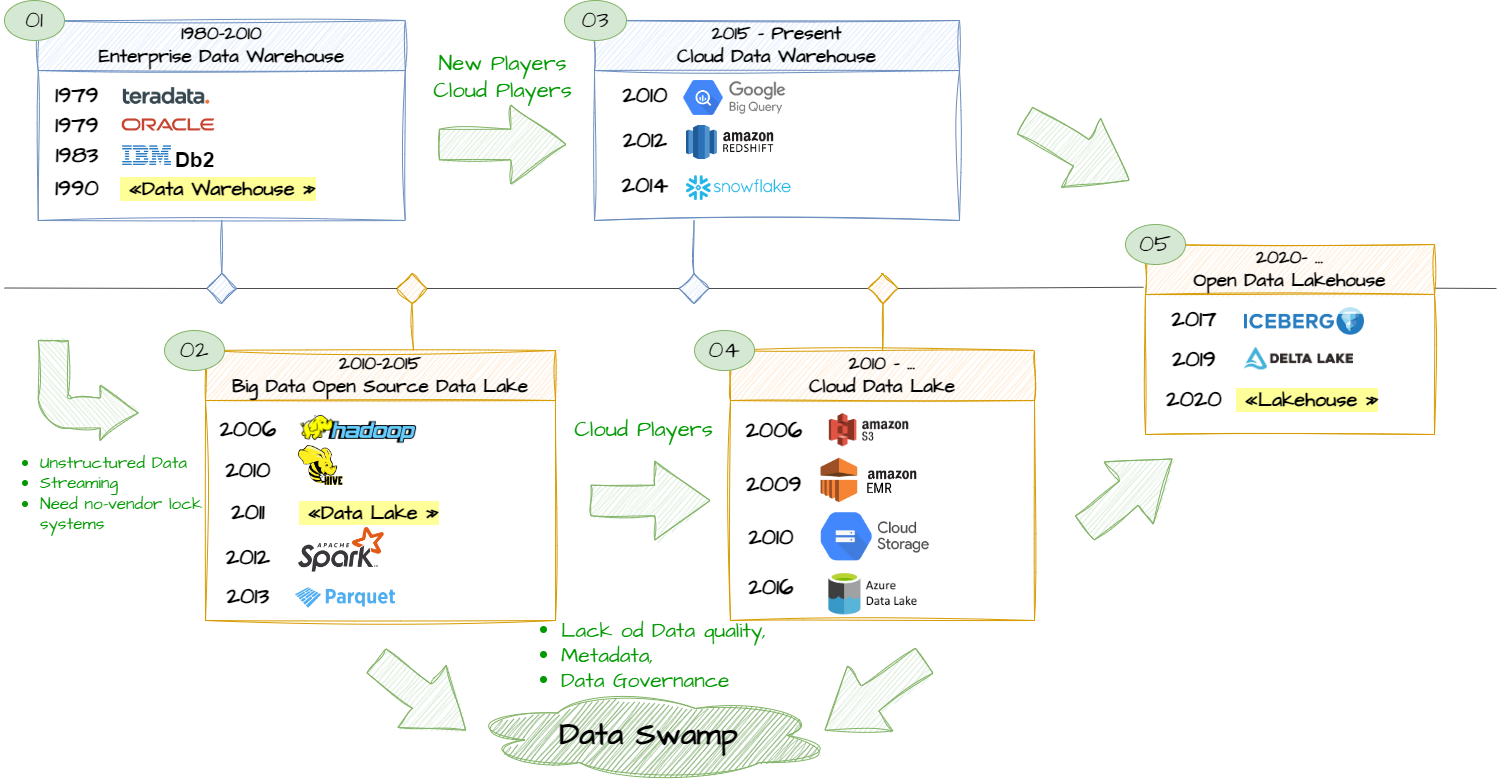 01
1980-2010
Enterprise Data Warehouse
1979 teradata.
1979 ORACLE
1983 IBM Db2
1990 «Data Warehouse »
New Players
Cloud Players
03
2015 - Present
Cloud Data Warehouse
2010 Google
Big Query
2012 amazon
REDSHIFT
2014 snowflake
Unstructured Data
Streaming
Need no-vendor lock
systems
02
2010-2015
Big Data Open Source Data Lake
2006 hadoop
2010 HIVE
2011 «Data Lake »
2012 APACHE
Spark
2013 Parquet
Cloud Players
04
2010 - ...
Cloud Data Lake
2006 amazon
S3
2009 amazon
EMR
2010 Cloud
Storage
2016 Azure
Data Lake
05
2020- ...
Open Data Lakehouse
2017 ICEBERG
2019 DELTA LAKE
2020 «Lakehouse »
Lack od Data quality,
Metadata,
Data Governance
Data Swamp